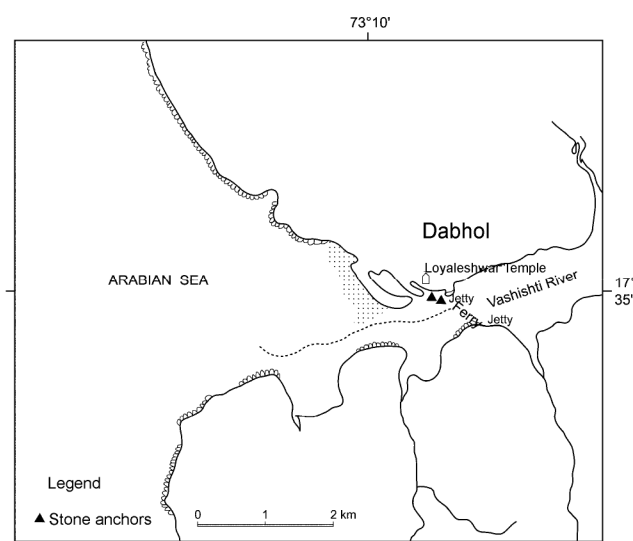 73°10'
Dabhol
Loyaleshwar Temple
ARABIAN SEA
17°
35'
Vashishti River
Jetty
Ferry
Jetty
Legend
Stone anchors
0 1 2 km